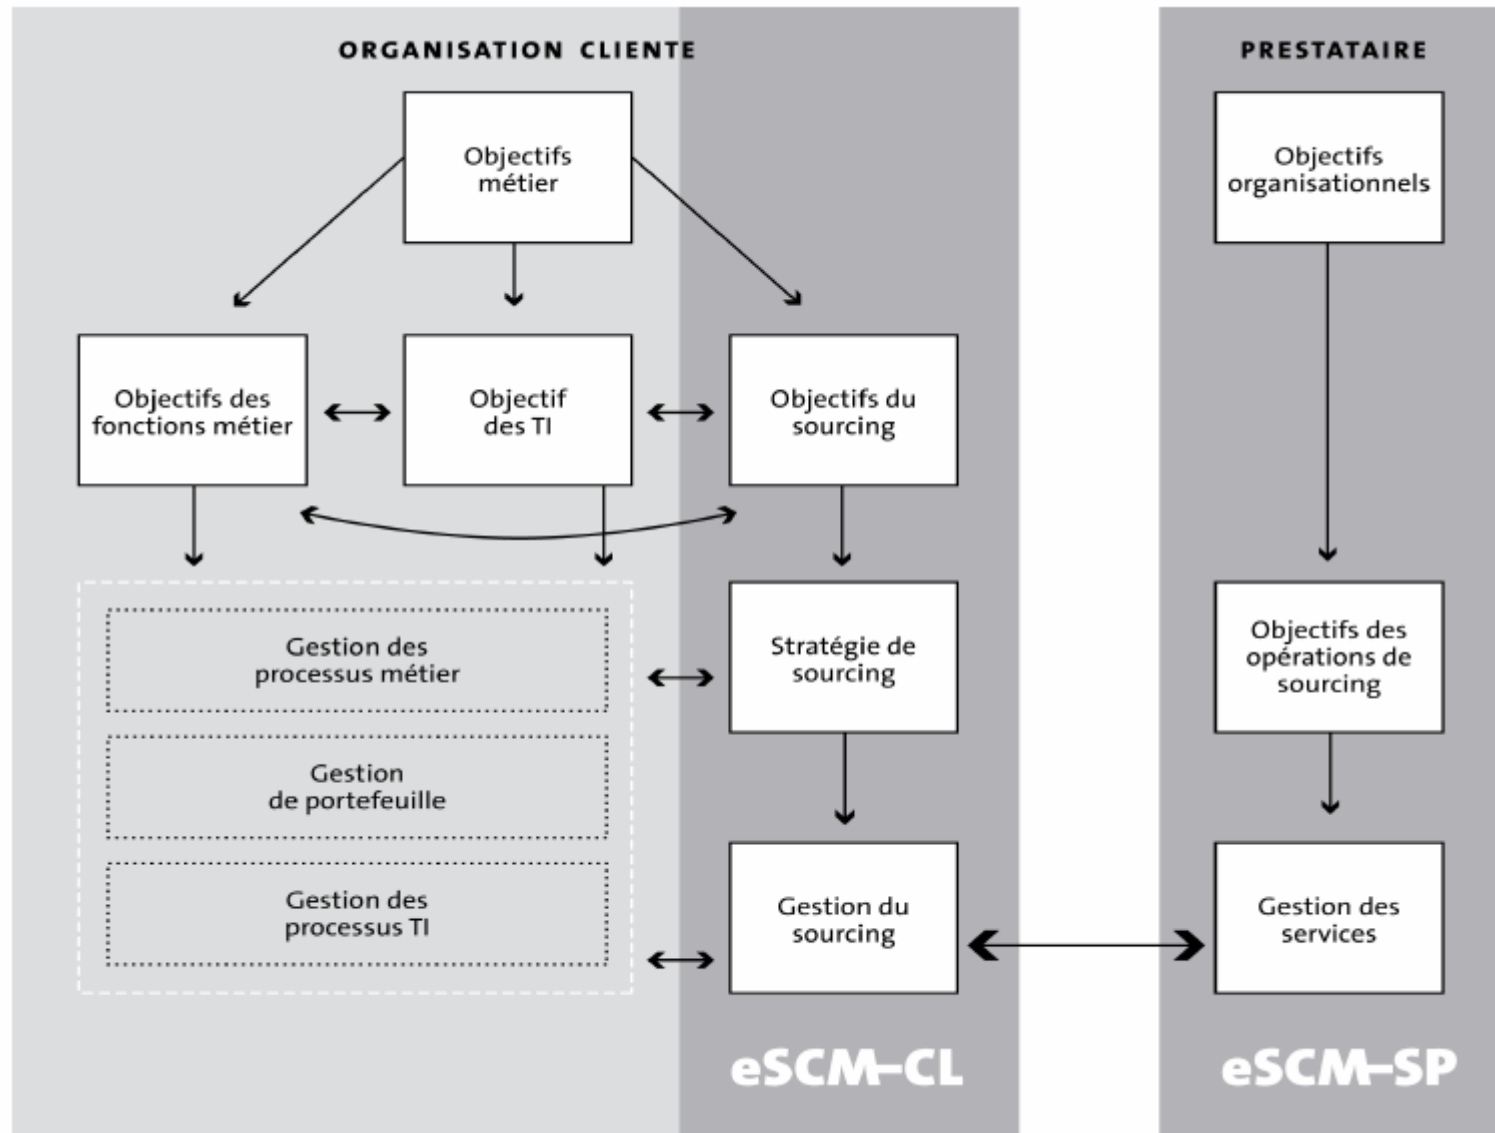 ORGANISATION CLIENTE
PRESTATAIRE
Objectifs
métier
Objectifs
organisationnels
Objectifs des
fonctions métier
Objectif
des TI
Objectifs du
sourcing
Gestion des
processus métier
Stratégie de
sourcing
Objectifs des
opérations de
sourcing
Gestion
de portefeuille
Gestion des
processus TI
Gestion du
sourcing
Gestion des
services
eSCM–CL
eSCM–SP